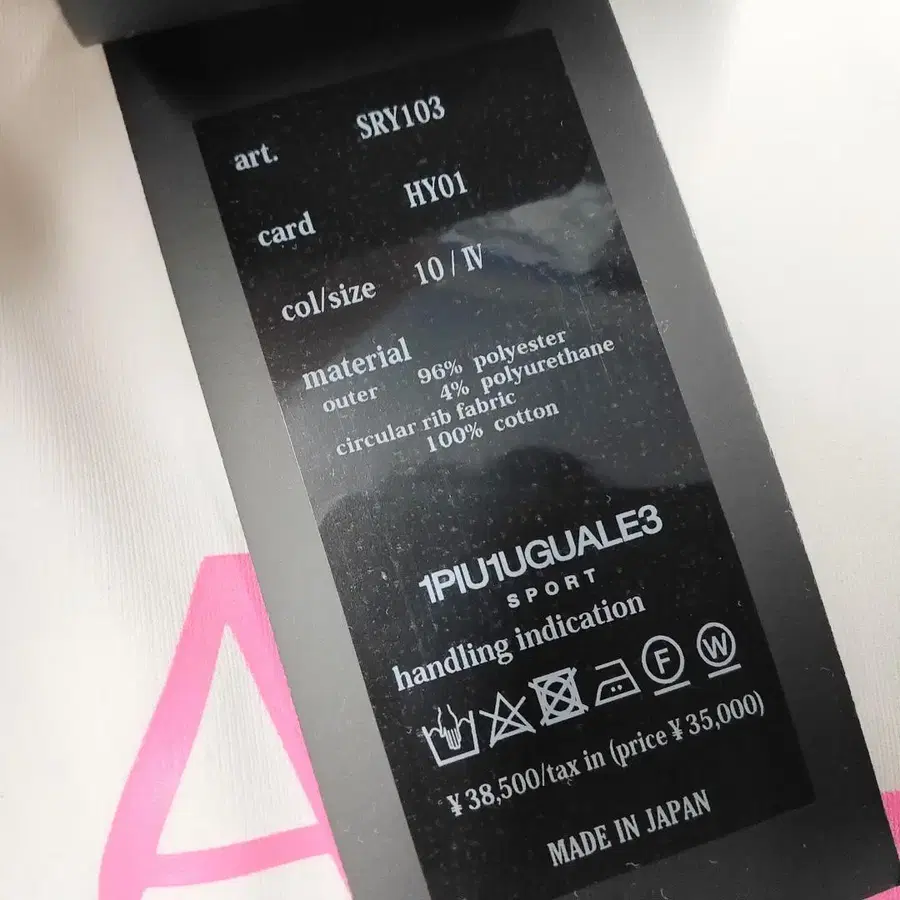 art. SRY103
card HY01
col/size 10 / Ⅳ
material
outer 96% polyester
4% polyurethane
circular rib fabric
100% cotton
1PIU1UGUALE3
SPORT
handling indication
F W
¥38,500/tax in (price¥35,000)
MADE IN JAPAN
A